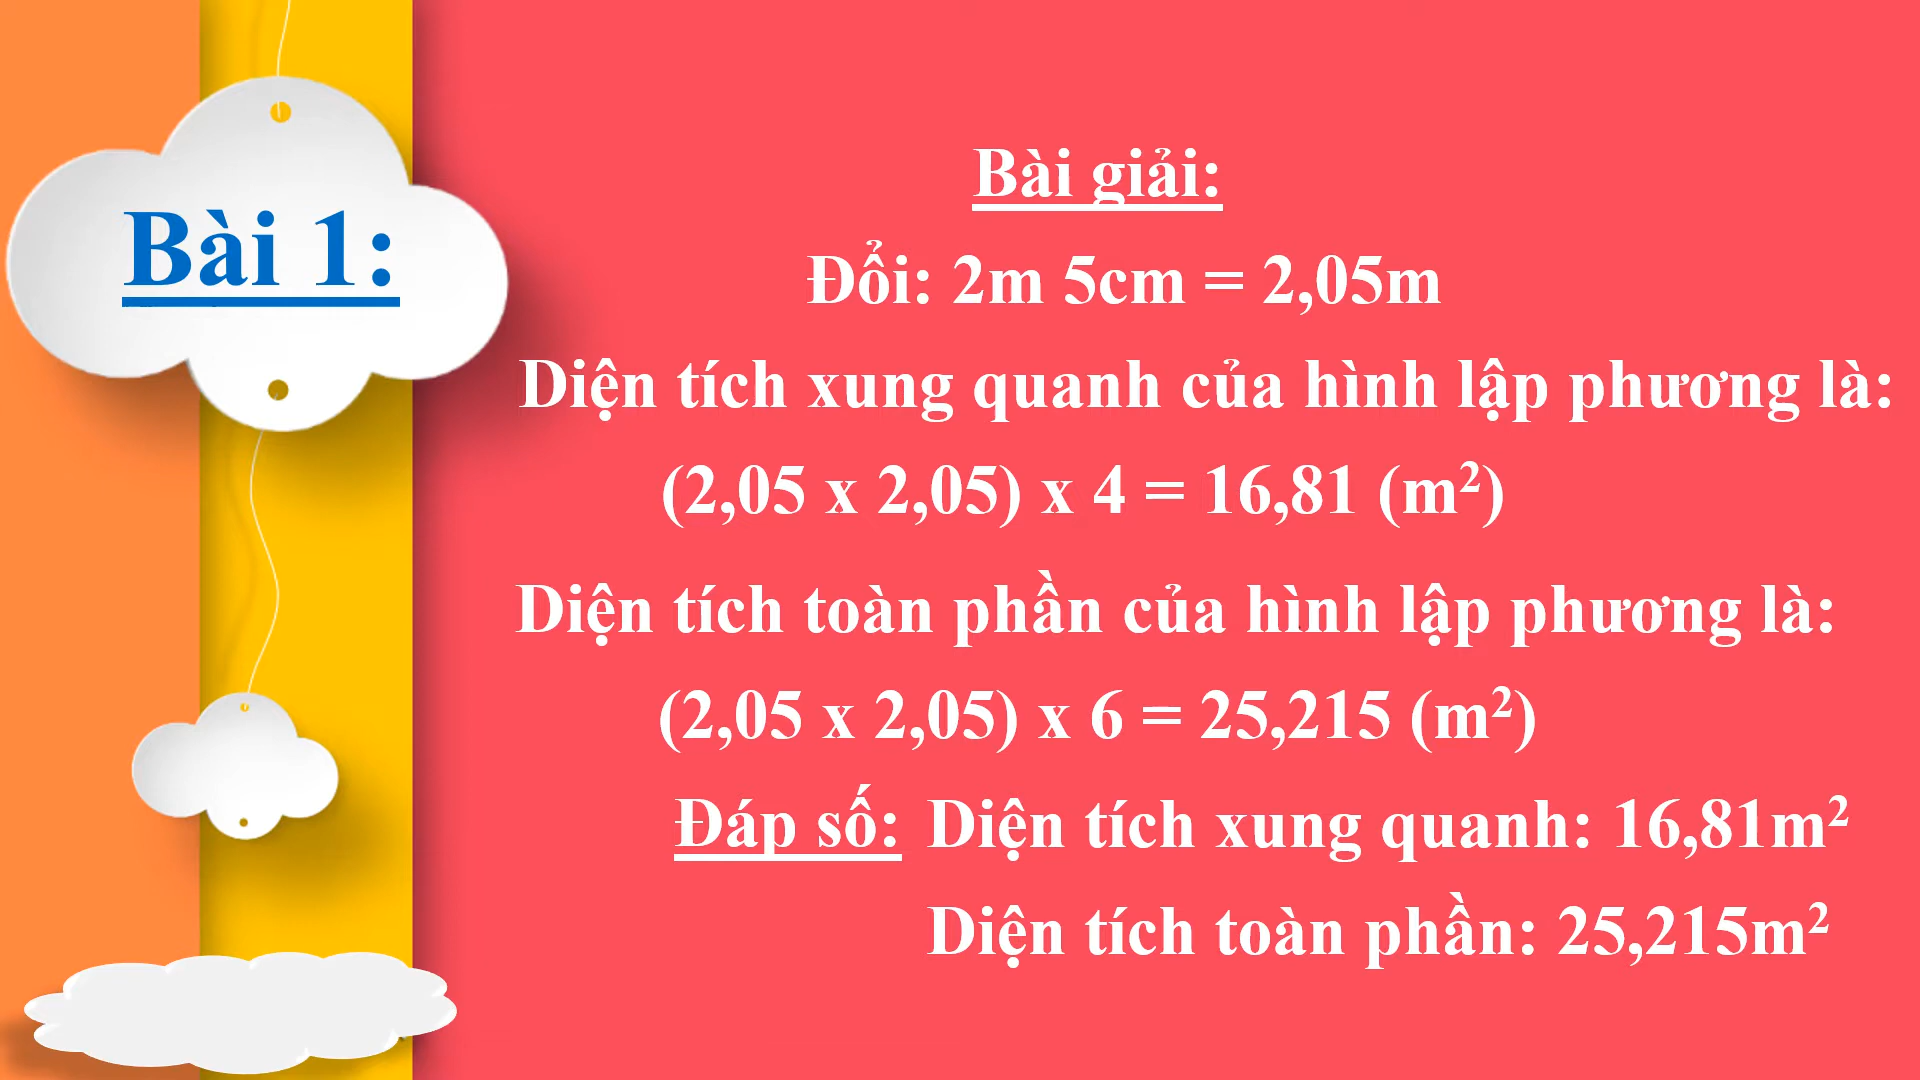 Bài 1:
Bài giải:
Đổi: 2m 5cm = 2,05m
Diện tích xung quanh của hình lập phương là:
(2,05 x 2,05) x 4 = 16,81 (m²)
Diện tích toàn phần của hình lập phương là:
(2,05 x 2,05) x 6 = 25,215 (m²)
Đáp số: Diện tích xung quanh: 16,81m²
Diện tích toàn phần: 25,215m²